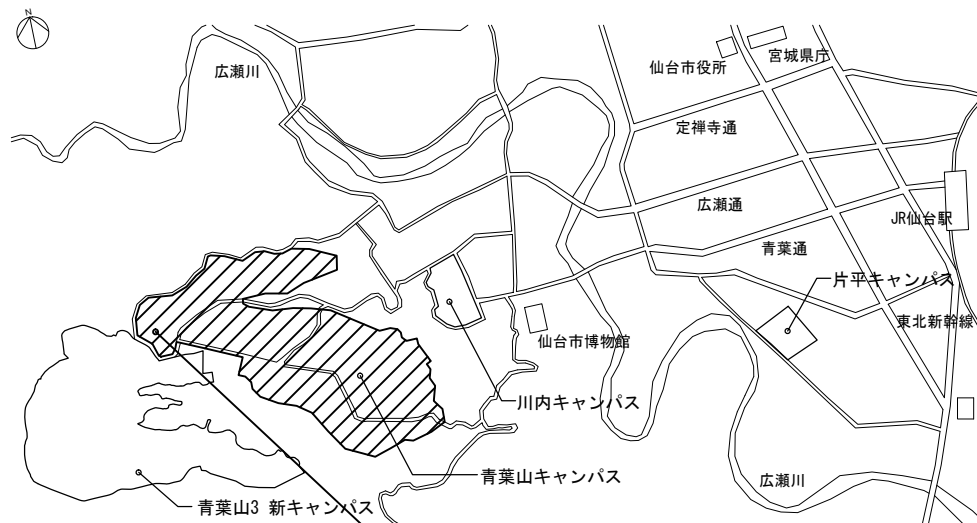 N
宮城県庁
仙台市役所
広瀬川
定禅寺通
広瀬通
JR仙台駅
青葉通
片平キャンパス
東北新幹線
仙台市博物館
川内キャンパス
青葉山キャンパス
広瀬川
青葉山3 新キャンパス